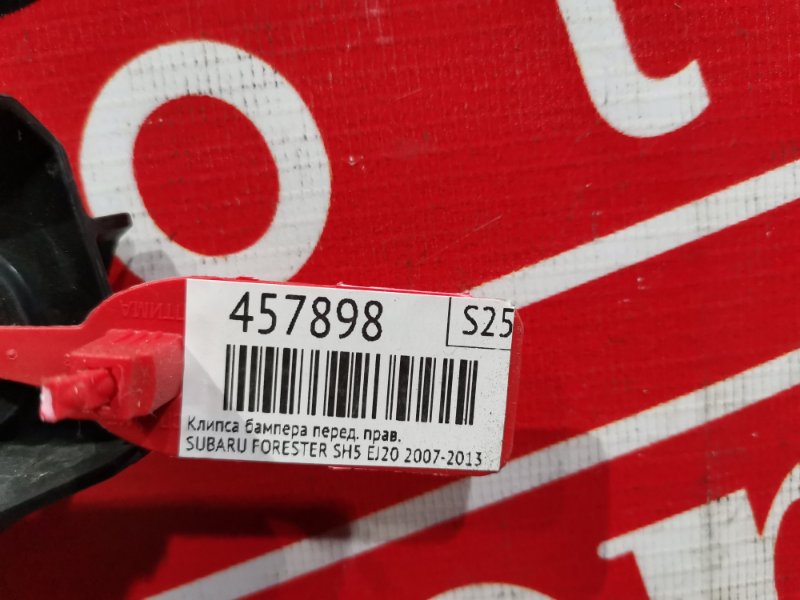 457898
S25
Клипса бампера перед. прав.
SUBARU FORESTER SH5 EJ20 2007-2013